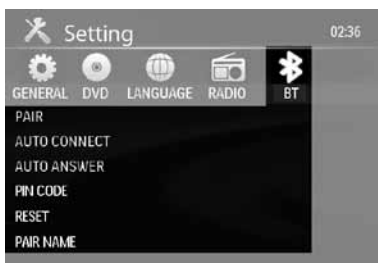 Setting 02:36
GENERAL DVD LANGUAGE RADIO BT
PAIR
AUTO CONNECT
AUTO ANSWER
PIN CODE
RESET
PAIR NAME